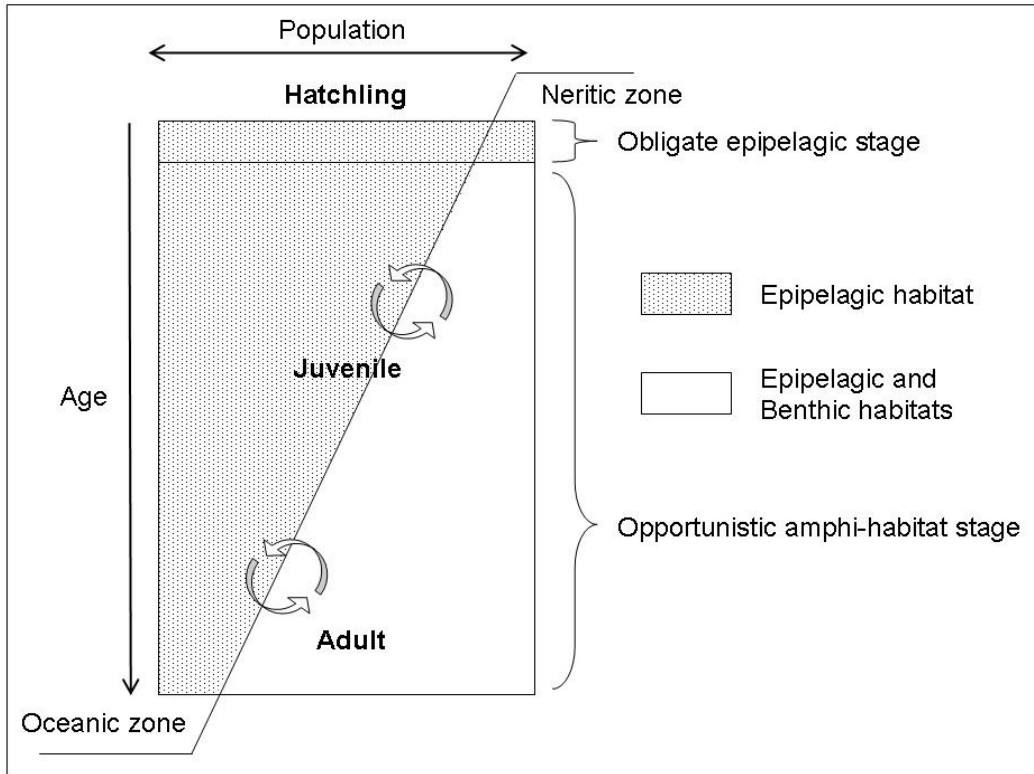 Population
Hatchling
Neritic zone
Obligate epipelagic stage
Epipelagic habitat
Juvenile
Epipelagic and
Benthic habitats
Age
Opportunistic amphi-habitat stage
Adult
Oceanic zone